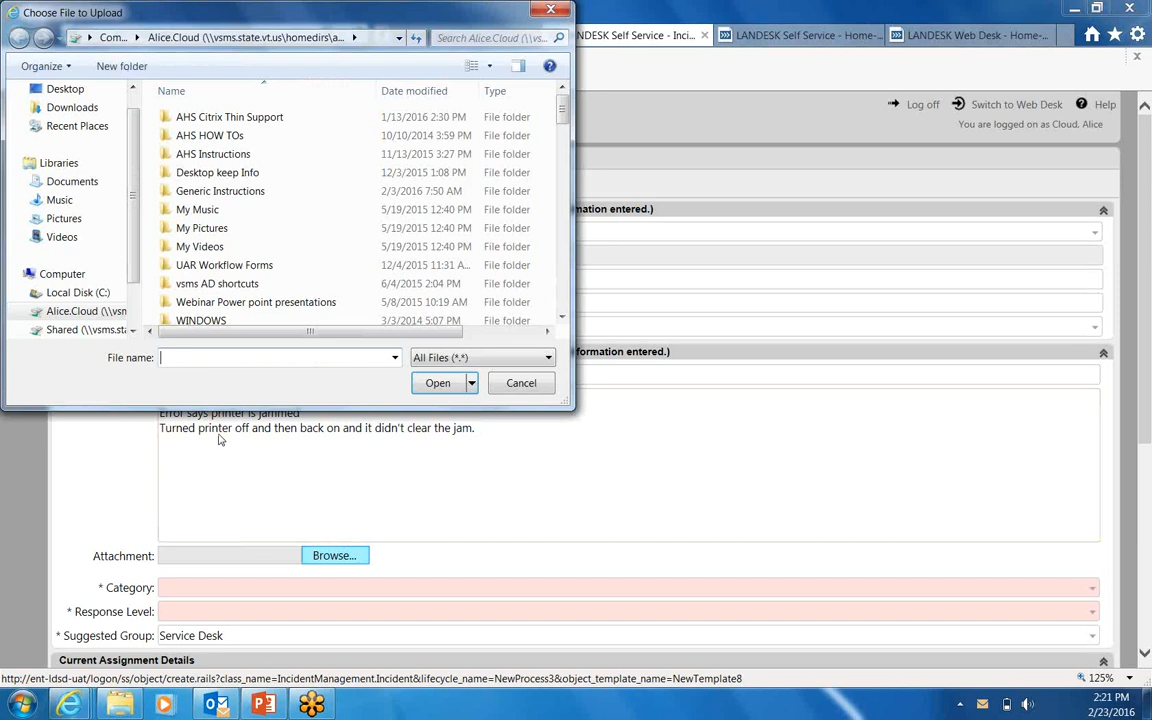 Choose File to Upload
Com... Alice.Cloud (\\vsms.state.vt.us\homedirs\a... Search Alice.Cloud (\\vs...
LANDESK Self Service - Inci... LANDESK Self Service - Home-... LANDESK Web Desk - Home-...
Organize New folder
Name Date modified Type
Desktop
Downloads
Recent Places
Libraries
Documents
Music
Pictures
Videos
Computer
Local Disk (C:)
Alice.Cloud (\\vsm
Shared (\\vsms.sta
AHS Citrix Thin Support 1/13/2016 2:30 PM File folder
AHS HOW TOs 10/10/2014 3:59 PM File folder
AHS Instructions 11/13/2015 3:27 PM File folder
Desktop keep Info 12/3/2015 1:08 PM File folder
Generic Instructions 2/3/2016 7:50 AM File folder
My Music 5/19/2015 12:40 PM File folder
My Pictures 5/19/2015 12:40 PM File folder
My Videos 5/19/2015 12:40 PM File folder
UAR Workflow Forms 12/4/2015 11:31 A... File folder
vsms AD shortcuts 6/4/2015 2:04 PM File folder
Webinar Power point presentations 5/8/2015 10:19 AM File folder
WINDOWS 3/3/2014 5:07 PM File folder
File name: All Files (*.*)
Open Cancel
Log off Switch to Web Desk Help
You are logged on as Cloud, Alice
mation entered.)
formation entered.)
Error says printer is jammed
Turned printer off and then back on and it didn't clear the jam.
Attachment: Browse...
* Category:
* Response Level:
* Suggested Group: Service Desk
Current Assignment Details
http://ent-ldsd-uat/logon/ss/object/create.rails?class_name=IncidentManagement.Incident&lifecycle_name=NewProcess3&object_template_name=NewTemplate8
125%
2:21 PM
2/23/2016